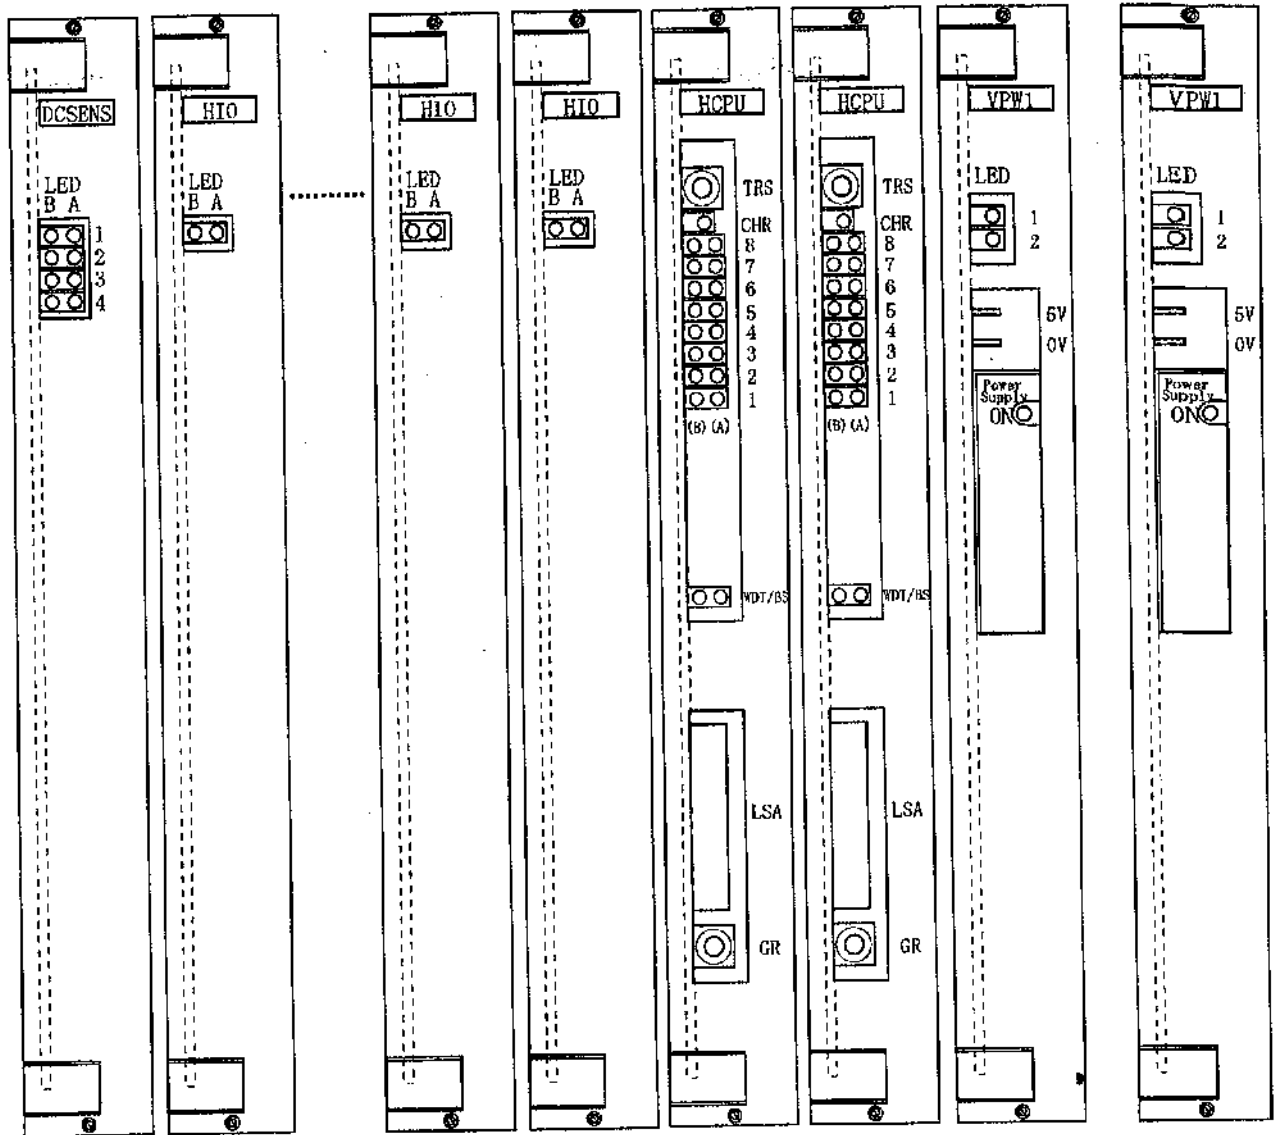 DCSENS
LED
B A
1
2
3
4
HIO
LED
B A
HIO
LED
B A
HIO
LED
B A
HCPU
TRS
CHR
8
7
6
5
4
3
2
1
(B) (A)
WDT/BS
LSA
GR
HCPU
TRS
CHR
8
7
6
5
4
3
2
1
(B) (A)
WDT/BS
LSA
GR
VPW1
LED
1
2
5V
0V
Power
Supply
ON
VPW1
LED
1
2
5V
0V
Power
Supply
ON